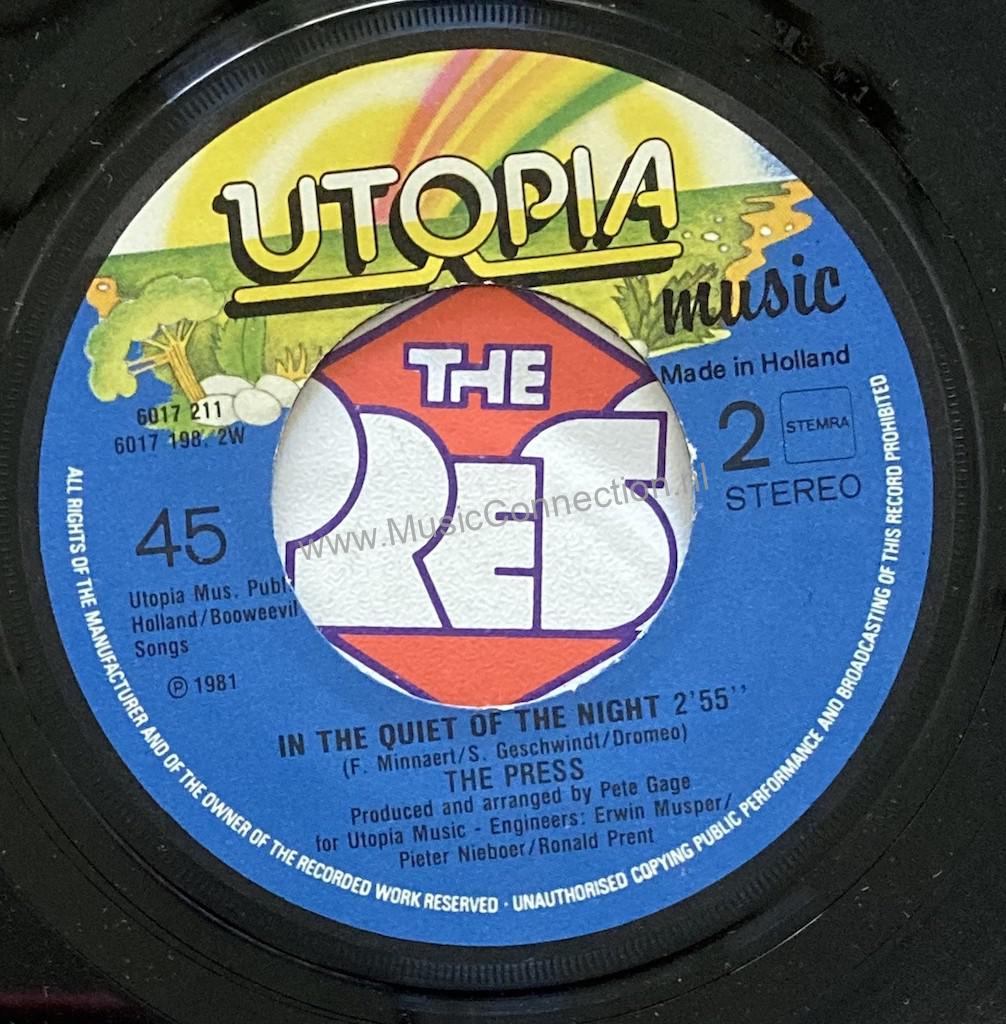 UTOPIA
music
Made in Holland
6017 211
6017 198. 2W
2
STEMRA
STEREO
45
Utopia Mus. Publ.
Holland/Booweevil
Songs
℗ 1981
THE
PRESS
www.MusicConnection.nl
IN THE QUIET OF THE NIGHT 2'55''
(F. Minnaert/S. Geschwindt/Dromeo)
THE PRESS
Produced and arranged by Pete Gage
for Utopia Music - Engineers: Erwin Musper/
Pieter Nieboer/Ronald Prent
ALL RIGHTS OF THE MANUFACTURER AND OF THE OWNER OF THE RECORDED WORK RESERVED · UNAUTHORISED COPYING PUBLIC PERFORMANCE AND BROADCASTING OF THIS RECORD PROHIBITED